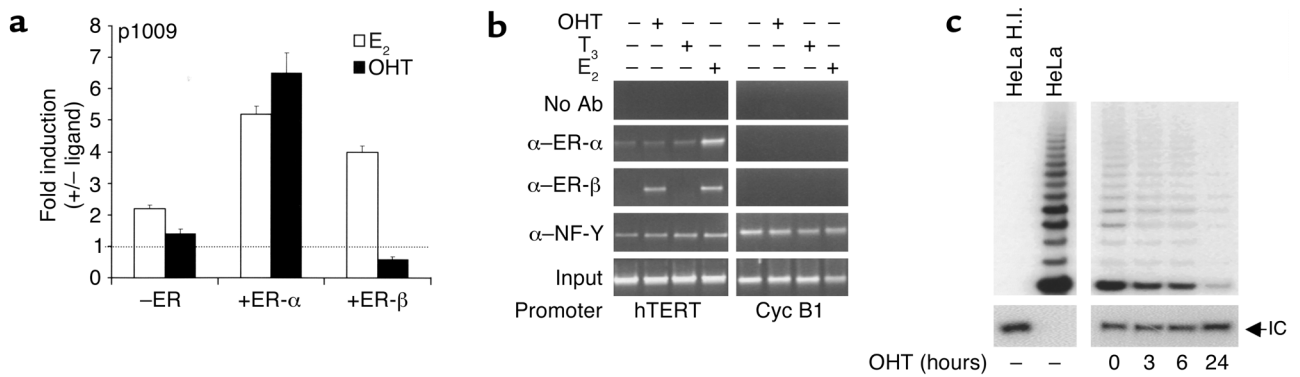 a
p1009
8
7
6
5
4
3
2
1
0
Fold induction
(+/– ligand)
E2
OHT
–ER
+ER-α
+ER-β
b
OHT – + – – – + – –
T3 – – + – – – + –
E2 – – – + – – – +
No Ab
α–ER-α
α–ER-β
α–NF-Y
Input
Promoter hTERT Cyc B1
c
HeLa H.I.
HeLa
IC
OHT (hours) – – 0 3 6 24